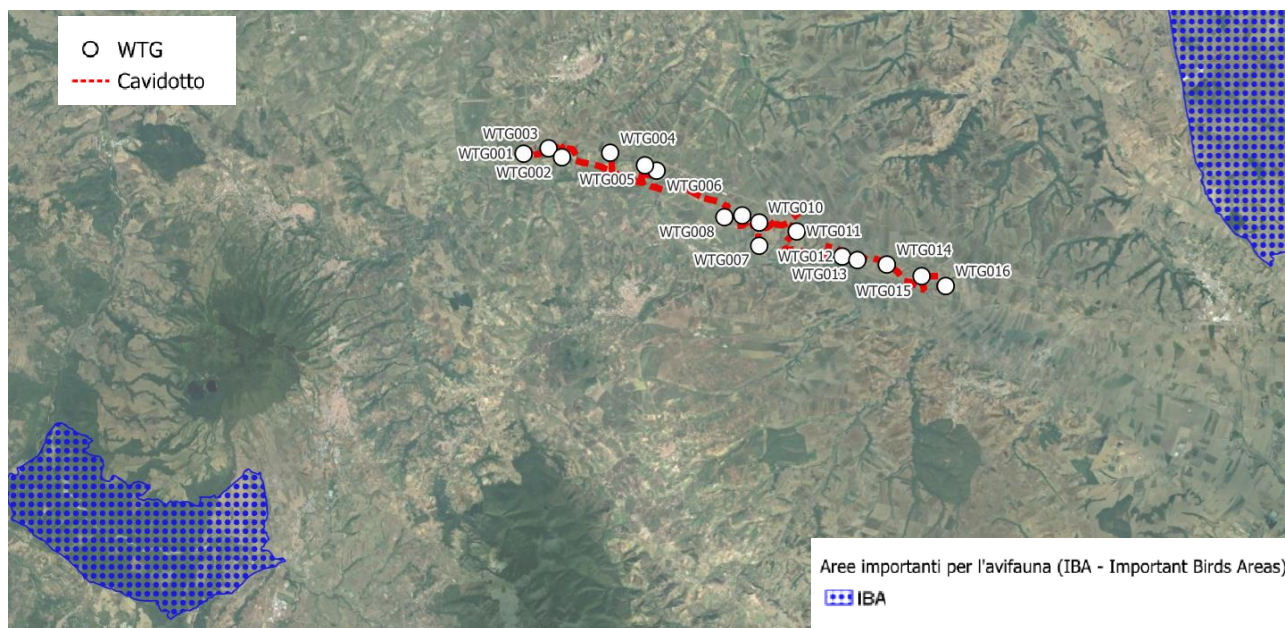 WTG
Cavidotto
WTG003
WTG004
WTG001
WTG002
WTG005
WTG006
WTG010
WTG008
WTG011
WTG007
WTG012
WTG014
WTG013
WTG016
WTG015
Aree importanti per l'avifauna (IBA - Important Birds Areas)
IBA